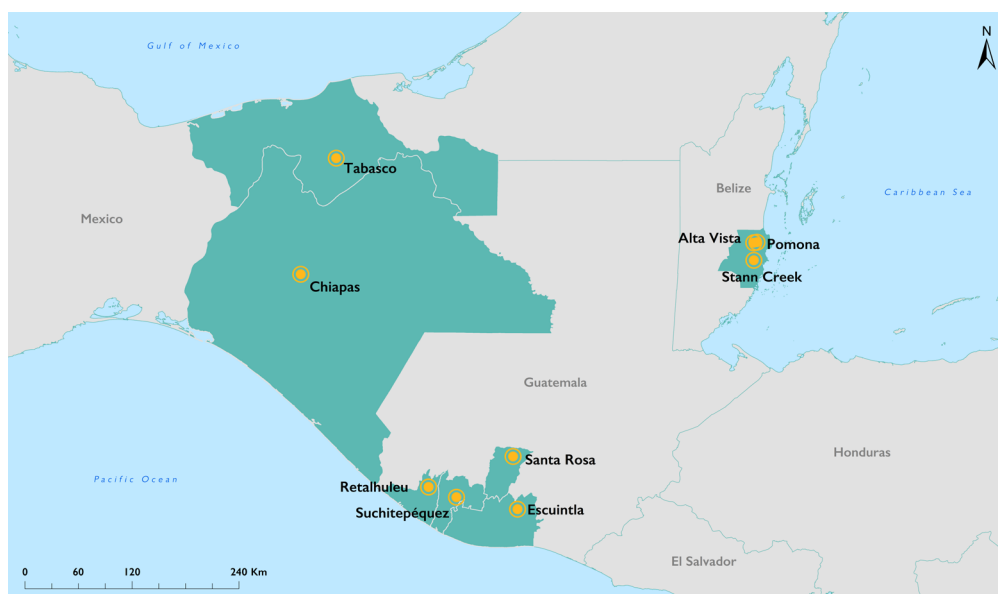 Gulf of Mexico
N
Tabasco
Belize
Caribbean Sea
Mexico
Alta Vista
Pomona
Stann Creek
Chiapas
Guatemala
Honduras
Santa Rosa
Pacific Ocean
Retalhuleu
Suchitepéquez
Escuintla
El Salvador
0 60 120 240 Km